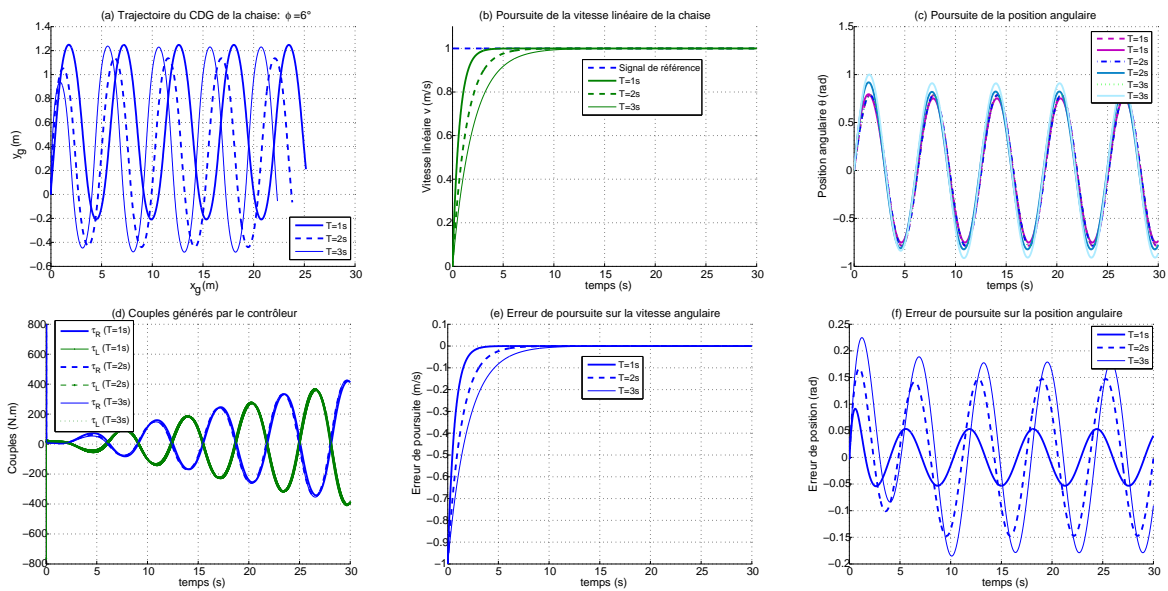 (a) Trajectoire du CDG de la chaise: ϕ =6°
1.4
1.2
1
0.8
0.6
0.4
0.2
0
−0.2
−0.4
−0.6
y_g(m)
0 5 10 15 20 25 30
x_g(m)
T=1s
T=2s
T=3s
(b) Poursuite de la vitesse linéaire de la chaise
1
0.8
0.6
0.4
0.2
0
Vitesse linéaire v (m/s)
0 5 10 15 20 25 30
temps (s)
Signal de référence
T=1s
T=2s
T=3s
(c) Poursuite de la position angulaire
1
0.5
0
−0.5
−1
Position angulaire θ (rad)
0 5 10 15 20 25 30
temps (s)
T=1s
T=1s
T=2s
T=2s
T=3s
T=3s
(d) Couples générés par le contrôleur
800
600
400
200
0
−200
−400
−600
−800
Couples (N.m)
0 5 10 15 20 25 30
temps (s)
τ_R (T=1s)
τ_L (T=1s)
τ_R (T=2s)
τ_L (T=2s)
τ_R (T=3s)
τ_L (T=3s)
(e) Erreur de poursuite sur la vitesse angulaire
0.1
0
−0.1
−0.2
−0.3
−0.4
−0.5
−0.6
−0.7
−0.8
−0.9
−1
Erreur de poursuite (m/s)
0 5 10 15 20 25 30
temps (s)
T=1s
T=2s
T=3s
(f) Erreur de poursuite sur la position angulaire
0.25
0.20
0.15
0.1
0.05
0
−0.05
−0.1
−0.15
−0.2
Erreur de position (rad)
0 5 10 15 20 25 30
temps (s)
T=1s
T=2s
T=3s